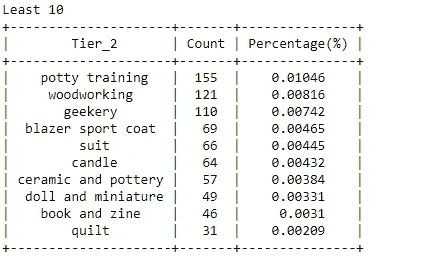 Least 10
+--------------------+-------+---------------+
| Tier_2 | Count | Percentage(%) |
+--------------------+-------+---------------+
| potty training | 155 | 0.01046 |
| woodworking | 121 | 0.00816 |
| geekery | 110 | 0.00742 |
| blazer sport coat | 69 | 0.00465 |
| suit | 66 | 0.00445 |
| candle | 64 | 0.00432 |
| ceramic and pottery | 57 | 0.00384 |
| doll and miniature | 49 | 0.00331 |
| book and zine | 46 | 0.0031 |
| quilt | 31 | 0.00209 |
+--------------------+-------+---------------+